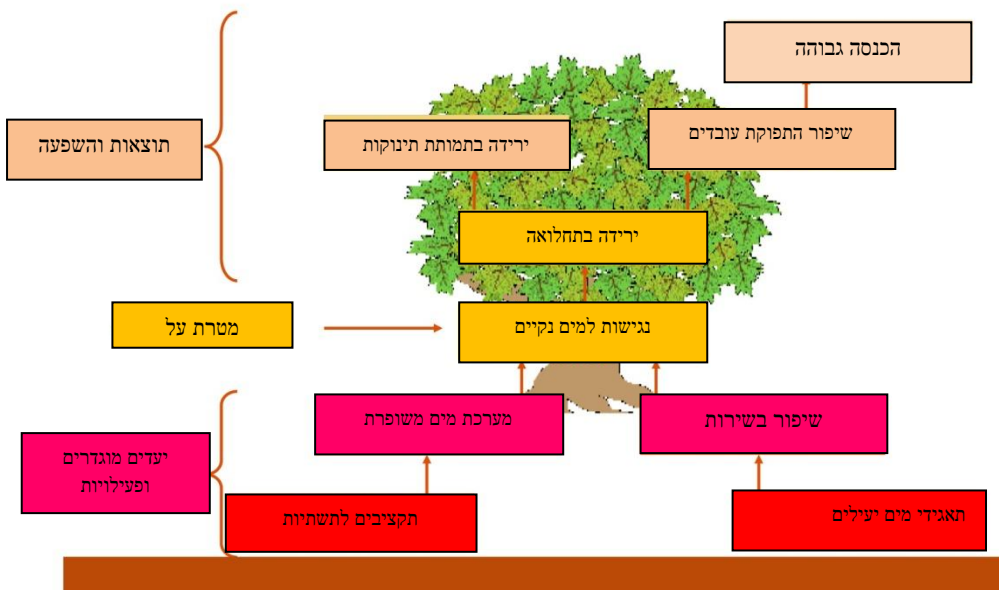 הכנסה גבוהה
שיפור התפוקת עובדים
ירידה בתמותת תינוקות
תוצאות והשפעה
ירידה בתחלואה
נגישות למים נקיים
מטרת על
שיפור בשירות
מערכת מים משופרת
יעדים מוגדרים
ופעילויות
תאגידי מים יעילים
תקציבים לתשתיות